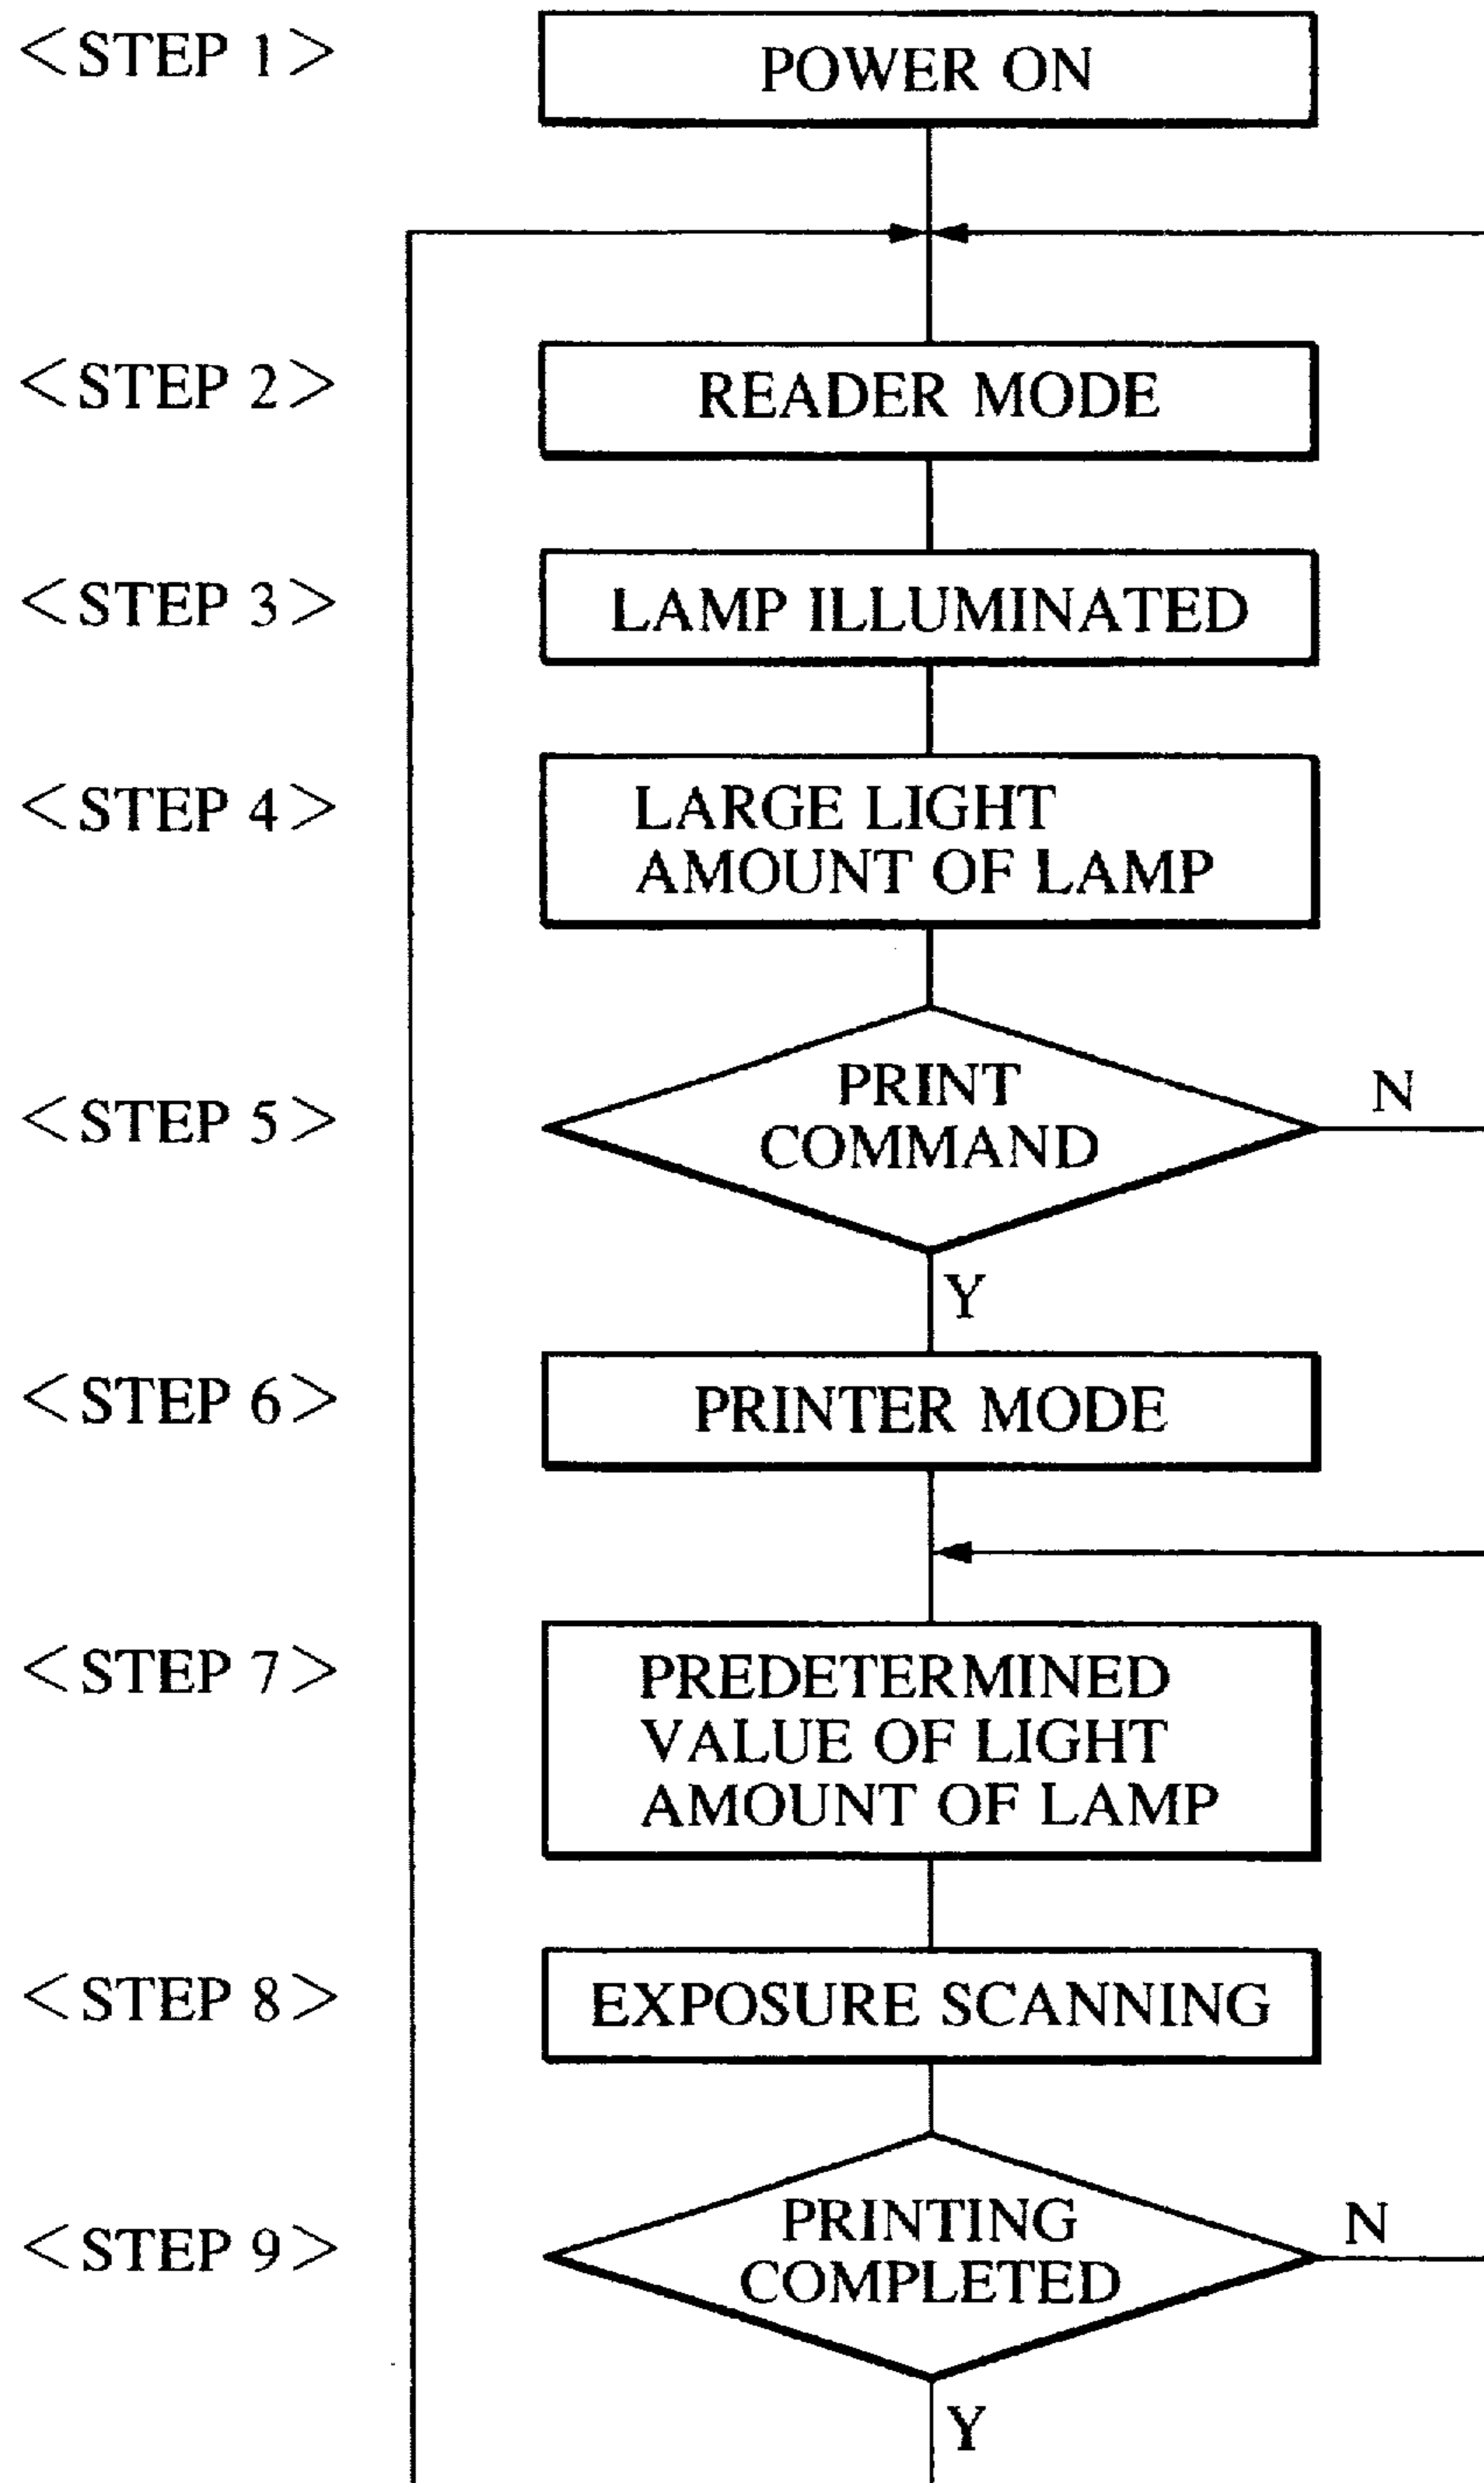 <STEP 1>
POWER ON
<STEP 2>
READER MODE
<STEP 3>
LAMP ILLUMINATED
<STEP 4>
LARGE LIGHT
AMOUNT OF LAMP
<STEP 5>
PRINT
COMMAND
N
Y
<STEP 6>
PRINTER MODE
<STEP 7>
PREDETERMINED
VALUE OF LIGHT
AMOUNT OF LAMP
<STEP 8>
EXPOSURE SCANNING
<STEP 9>
PRINTING
COMPLETED
N
Y